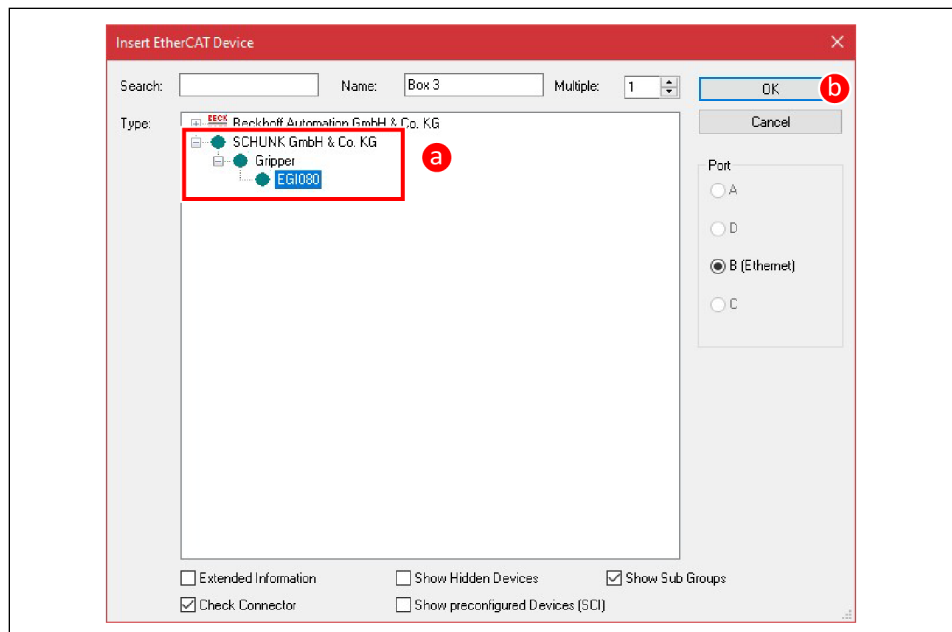 Insert EtherCAT Device
Search: Name: Box 3 Multiple: 1 OK b
Type: BECK Beckhoff Automation GmbH & Co. KG Cancel
SCHUNK GmbH & Co. KG
a
Gripper
EGI080
Port
A
D
B (Ethernet)
C
Extended Information Show Hidden Devices Show Sub Groups
Check Connector Show preconfigured Devices (SCI)